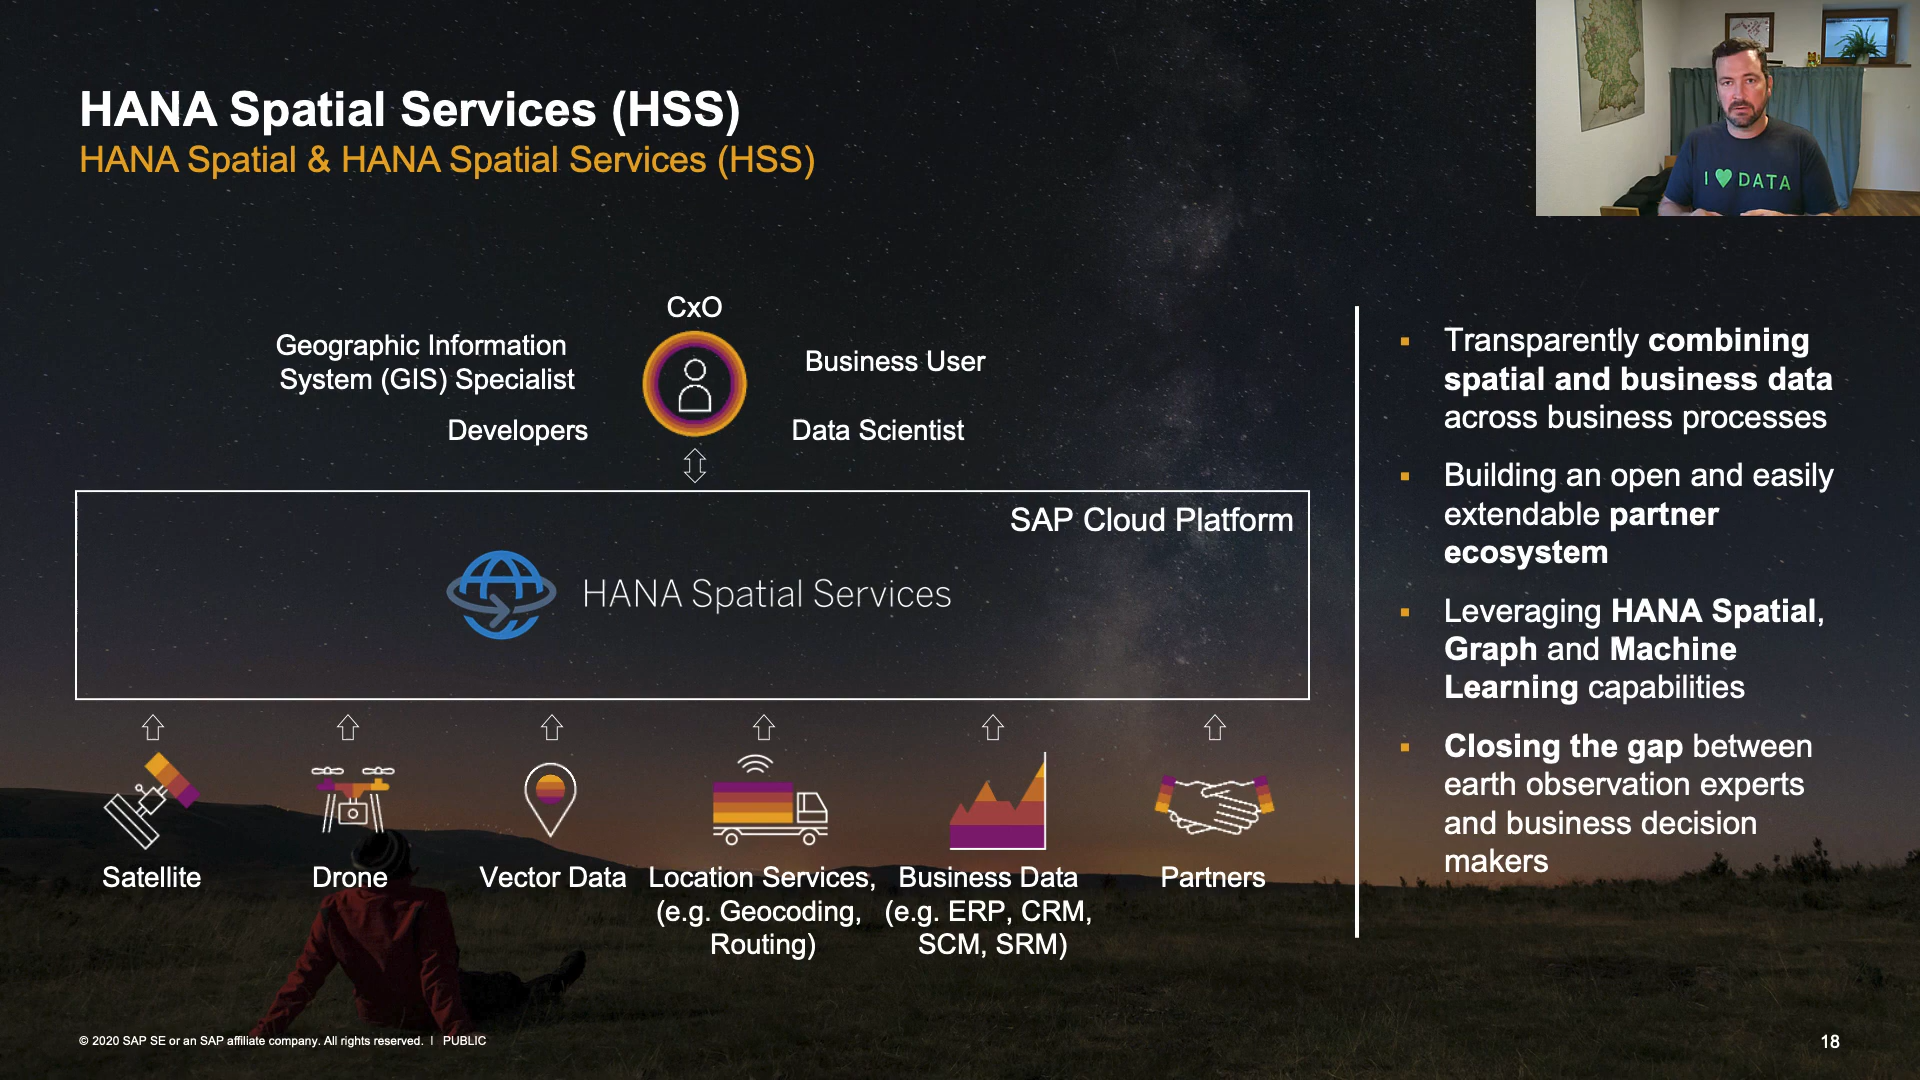 HANA Spatial Services (HSS)
HANA Spatial & HANA Spatial Services (HSS)
I ♥ DATA
CxO
Geographic Information
System (GIS) Specialist
Business User
Developers
Data Scientist
SAP Cloud Platform
HANA Spatial Services
Satellite
Drone
Vector Data
Location Services,
(e.g. Geocoding,
Routing)
Business Data
(e.g. ERP, CRM,
SCM, SRM)
Partners
▪ Transparently combining
spatial and business data
across business processes
▪ Building an open and easily
extendable partner
ecosystem
▪ Leveraging HANA Spatial,
Graph and Machine
Learning capabilities
▪ Closing the gap between
earth observation experts
and business decision
makers
© 2020 SAP SE or an SAP affiliate company. All rights reserved. | PUBLIC
18